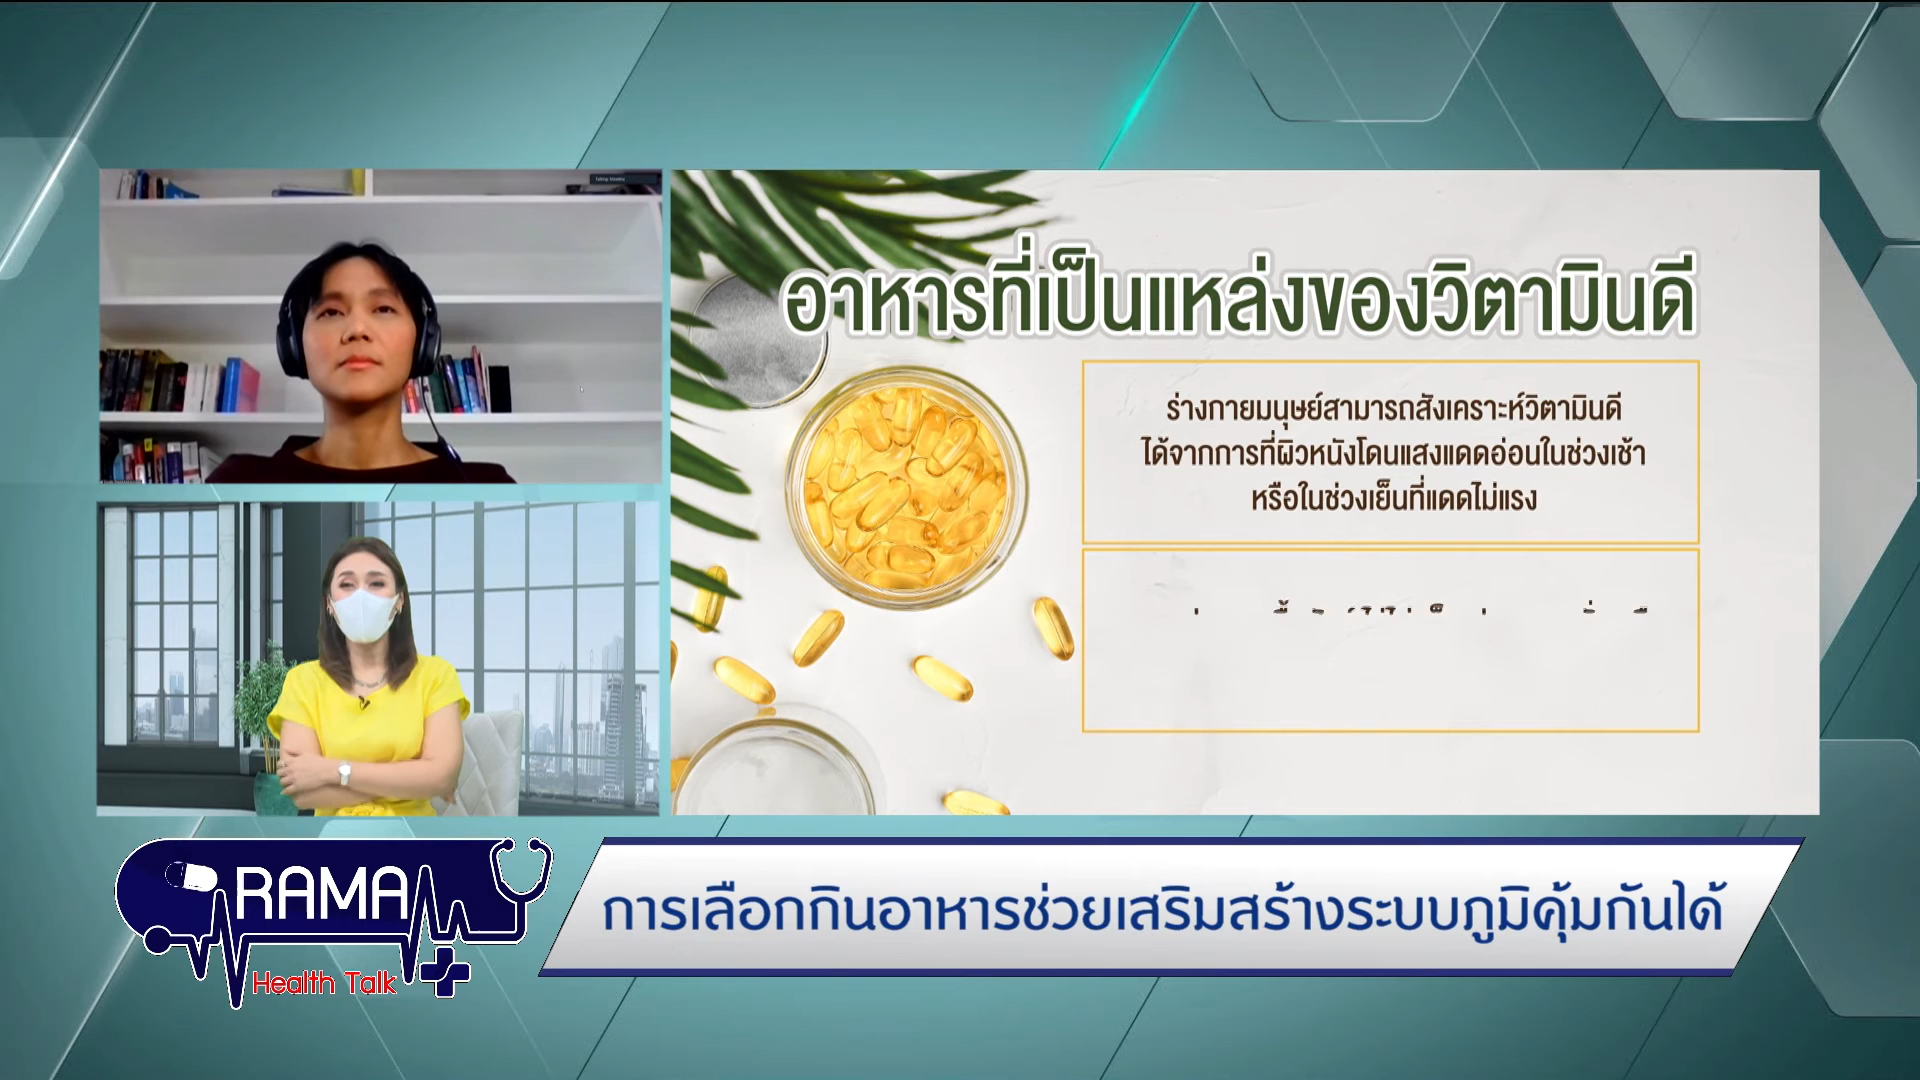 อาหารที่เป็นแหล่งของวิตามินดี
ร่างกายมนุษย์สามารถสังเคราะห์วิตามินดี
ได้จากการที่ผิวหนังโดนแสงแดดอ่อนในช่วงเช้า
หรือในช่วงเย็นที่แดดไม่แรง
RAMA
Health Talk
การเลือกกินอาหารช่วยเสริมสร้างระบบภูมิคุ้มกันได้